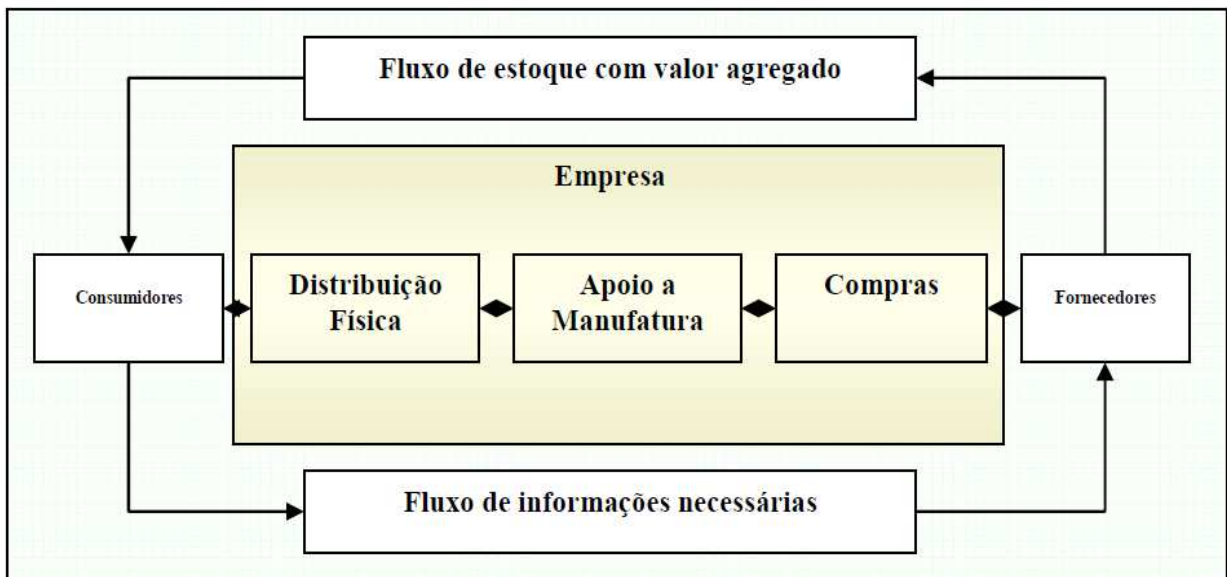 Fluxo de estoque com valor agregado
Empresa
Consumidores
Distribuição
Física
Apoio a
Manufatura
Compras
Fornecedores
Fluxo de informações necessárias